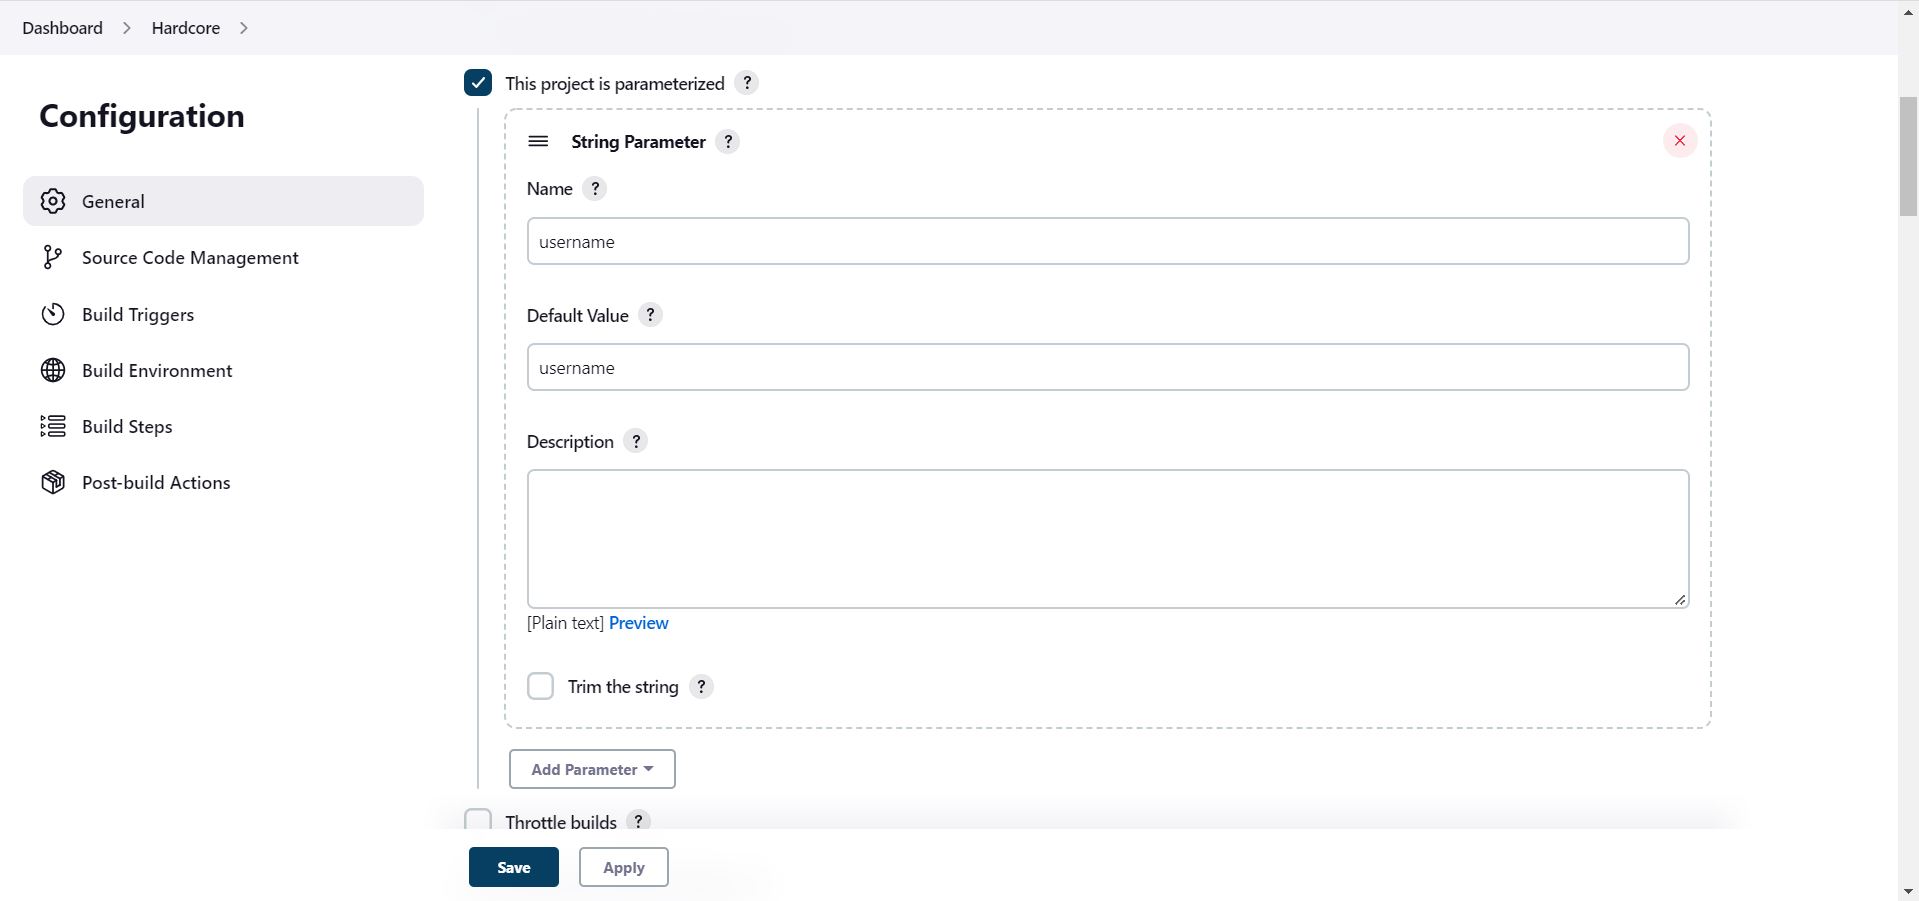 Dashboard > Hardcore >
Configuration
General
Source Code Management
Build Triggers
Build Environment
Build Steps
Post-build Actions
This project is parameterized ?
String Parameter ?
Name ?
username
Default Value ?
username
Description ?
[Plain text] Preview
Trim the string ?
Add Parameter
Throttle builds ?
Save Apply